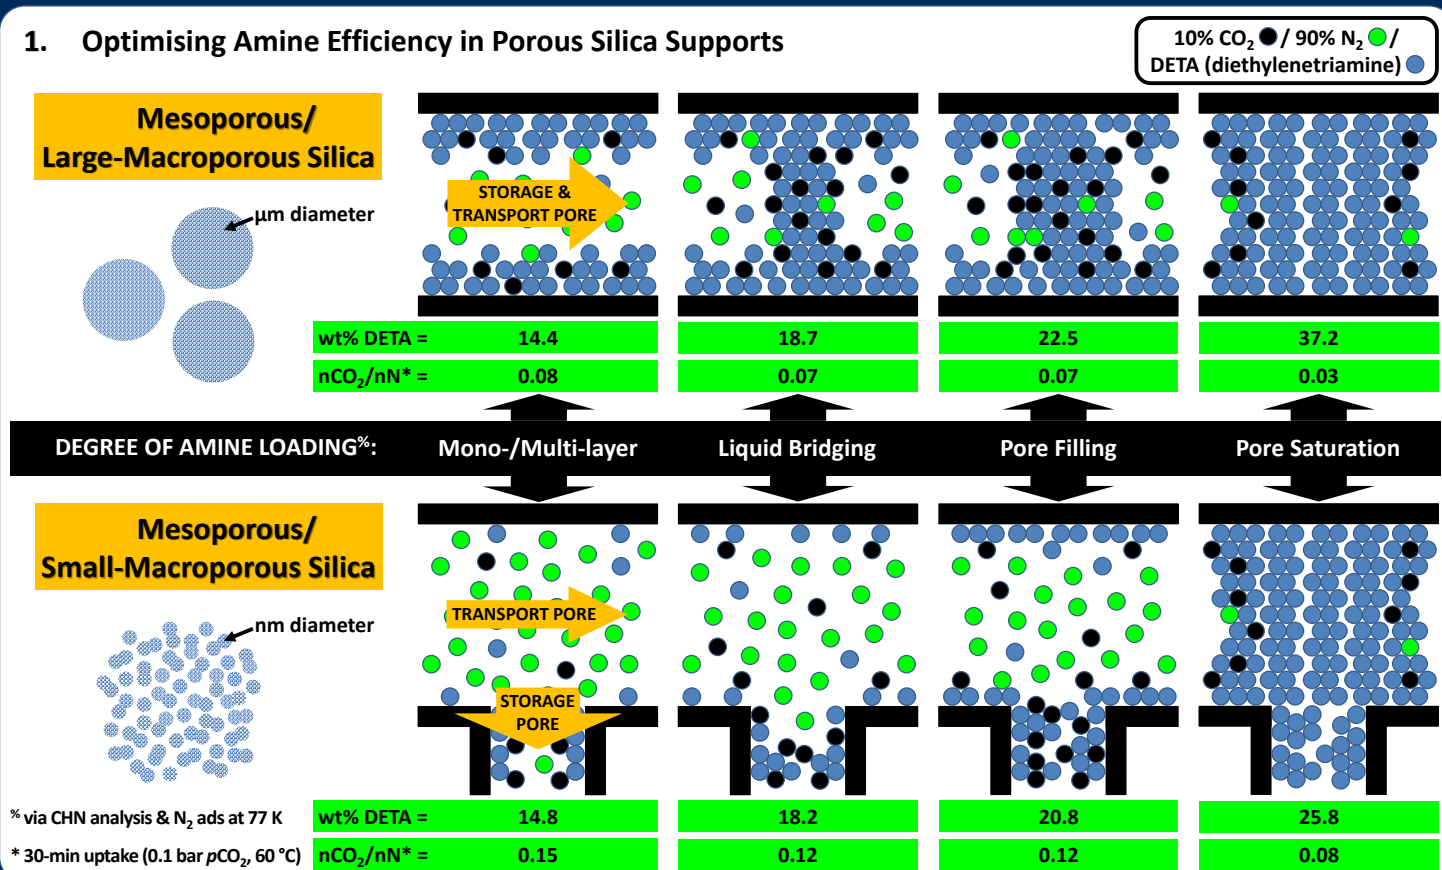 1. Optimising Amine Efficiency in Porous Silica Supports
10% CO₂ / 90% N₂ /
DETA (diethylenetriamine)
Mesoporous/
Large-Macroporous Silica
µm diameter
STORAGE &
TRANSPORT PORE
wt% DETA = 14.4 18.7 22.5 37.2
nCO₂/nN* = 0.08 0.07 0.07 0.03
DEGREE OF AMINE LOADING%: Mono-/Multi-layer Liquid Bridging Pore Filling Pore Saturation
Mesoporous/
Small-Macroporous Silica
nm diameter
TRANSPORT PORE
STORAGE
PORE
% via CHN analysis & N₂ ads at 77 K
wt% DETA = 14.8 18.2 20.8 25.8
* 30-min uptake (0.1 bar pCO₂, 60 °C)
nCO₂/nN* = 0.15 0.12 0.12 0.08